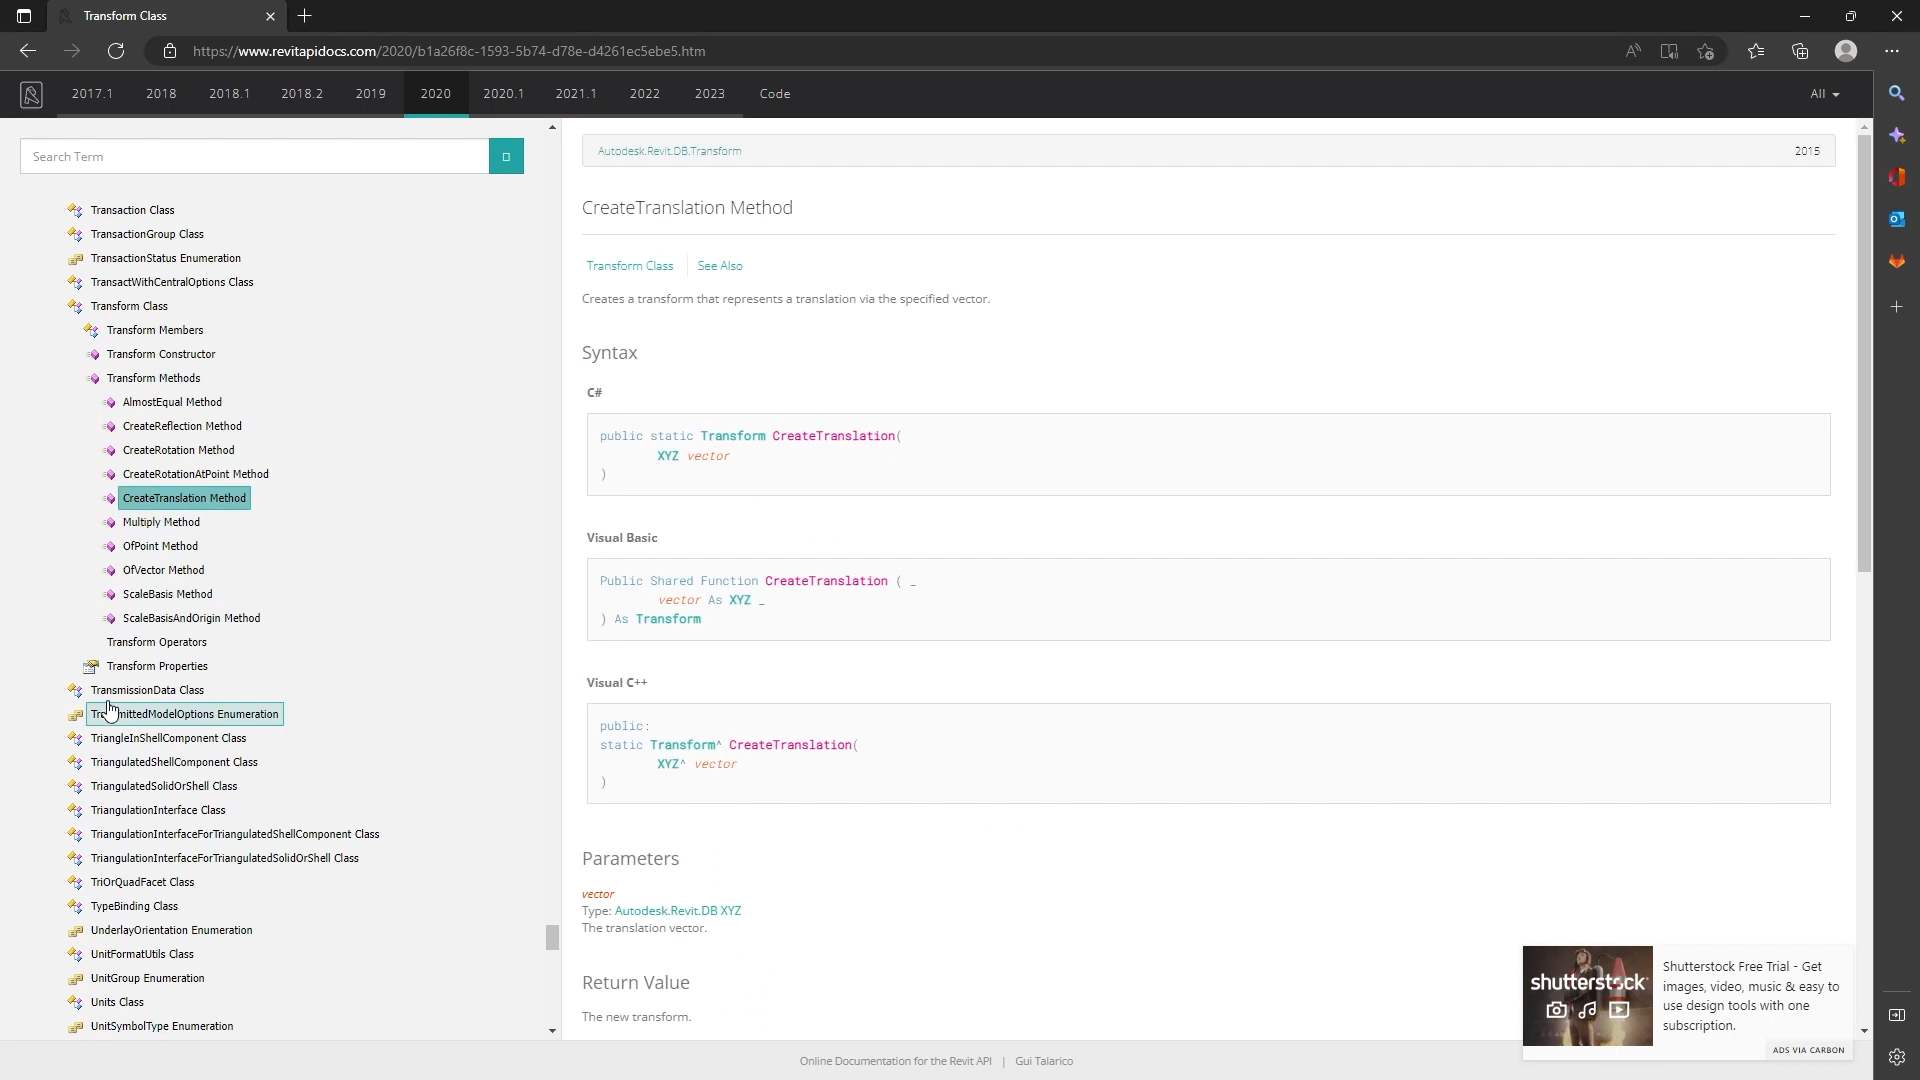 Transform Class
https://www.revitapidocs.com/2020/b1a26f8c-1593-5b74-d78e-d4261ec5ebe5.htm
2017.1 2018 2018.1 2018.2 2019 2020 2020.1 2021.1 2022 2023 Code All
Search Term
Transaction Class
TransactionGroup Class
TransactionStatus Enumeration
TransactWithCentralOptions Class
Transform Class
Transform Members
Transform Constructor
Transform Methods
AlmostEqual Method
CreateReflection Method
CreateRotation Method
CreateRotationAtPoint Method
CreateTranslation Method
Multiply Method
OfPoint Method
OfVector Method
ScaleBasis Method
ScaleBasisAndOrigin Method
Transform Operators
Transform Properties
TransmissionData Class
Tr mittedModelOptions Enumeration
TriangleInShellComponent Class
TriangulatedShellComponent Class
TriangulatedSolidOrShell Class
TriangulationInterface Class
TriangulationInterfaceForTriangulatedShellComponent Class
TriangulationInterfaceForTriangulatedSolidOrShell Class
TriOrQuadFacet Class
TypeBinding Class
UnderlayOrientation Enumeration
UnitFormatUtils Class
UnitGroup Enumeration
Units Class
UnitSymbolType Enumeration
Autodesk.Revit.DB.Transform 2015
CreateTranslation Method
Transform Class See Also
Creates a transform that represents a translation via the specified vector.
Syntax
C#
public static Transform CreateTranslation(
XYZ vector
)
Visual Basic
Public Shared Function CreateTranslation ( _
vector As XYZ _
) As Transform
Visual C++
public:
static Transform^ CreateTranslation(
XYZ^ vector
)
Parameters
vector
Type: Autodesk.Revit.DB XYZ
The translation vector.
Return Value
The new transform.
shutterstock
Shutterstock Free Trial - Get
images, video, music & easy to
use design tools with one
subscription.
ADS VIA CARBON
Online Documentation for the Revit API | Gui Talarico